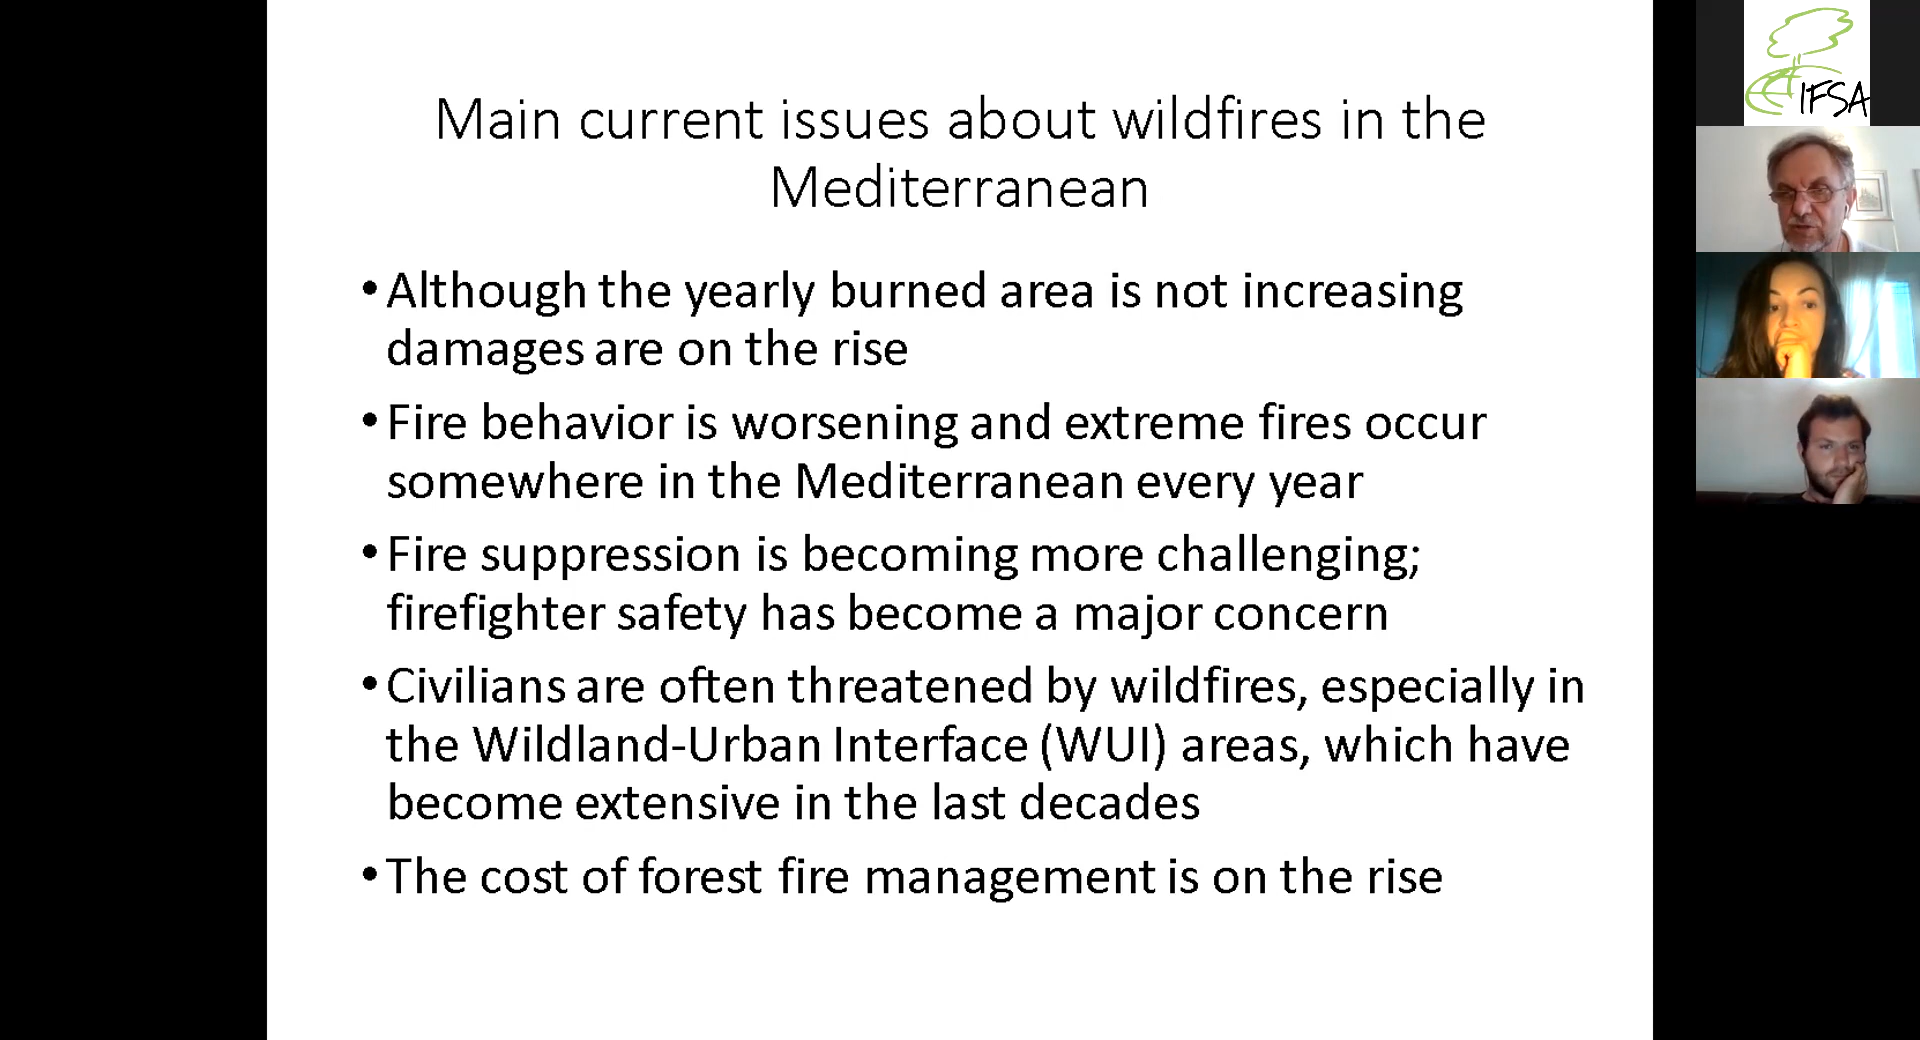 Main current issues about wildfires in the
Mediterranean
•Although the yearly burned area is not increasing
damages are on the rise
•Fire behavior is worsening and extreme fires occur
somewhere in the Mediterranean every year
•Fire suppression is becoming more challenging;
firefighter safety has become a major concern
•Civilians are often threatened by wildfires, especially in
the Wildland-Urban Interface (WUI) areas, which have
become extensive in the last decades
•The cost of forest fire management is on the rise
IFSA